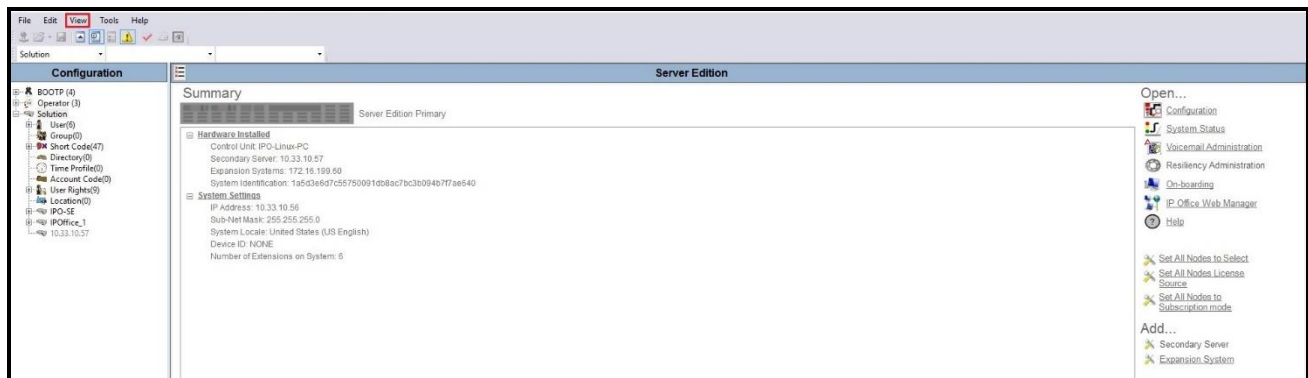 File Edit View Tools Help
Solution
Configuration
Server Edition
BOOTP (4)
Operator (3)
Solution
User(6)
Group(0)
Short Code(47)
Directory(0)
Time Profile(0)
Account Code(0)
User Rights(9)
Location(0)
IPO-SE
IPOffice_1
10.33.10.57
Summary
Server Edition Primary
Hardware Installed
Control Unit: IPO-Linux-PC
Secondary Server: 10.33.10.57
Expansion Systems: 172.16.199.60
System Identification: 1a5d3e6d7c55750091db8ac7bc3b094b7f7ae640
System Settings
IP Address: 10.33.10.56
Sub-Net Mask: 255.255.255.0
System Locale: United States (US English)
Device ID: NONE
Number of Extensions on System: 6
Open...
Configuration
System Status
Voicemail Administration
Resiliency Administration
On-boarding
IP Office Web Manager
Help
Set All Nodes to Select
Set All Nodes License
Source
Set All Nodes to
Subscription mode
Add...
Secondary Server
Expansion System